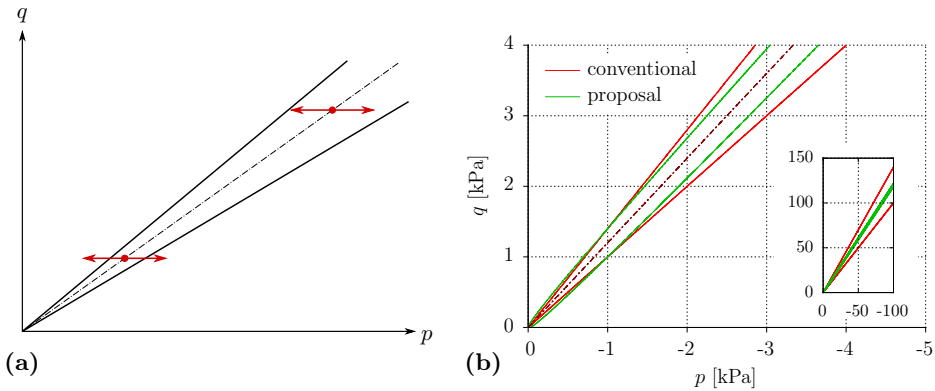 q
p
(a)
4
3
2
1
0
q [kPa]
conventional
proposal
150
100
50
0
0 -50 -100
0 -1 -2 -3 -4 -5
p [kPa]
(b)